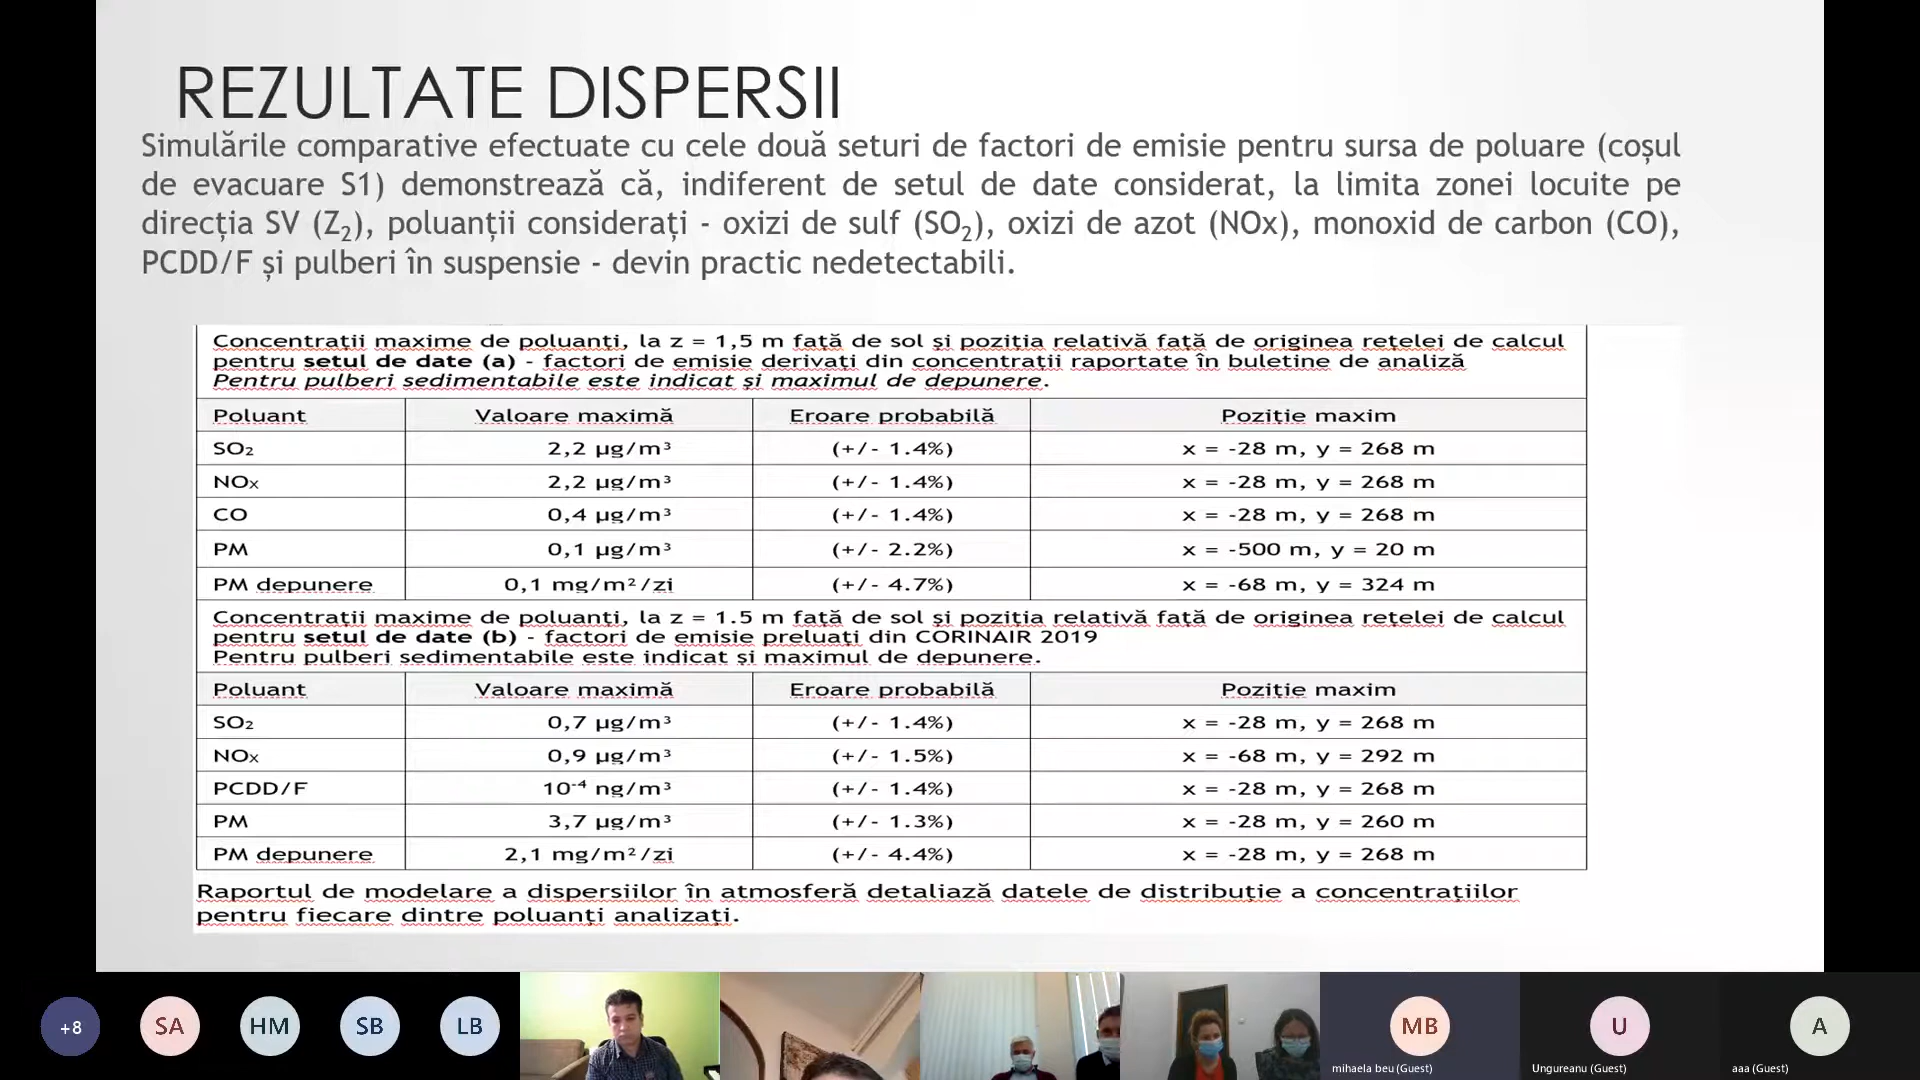 REZULTATE DISPERSII
Simulările comparative efectuate cu cele două seturi de factori de emisie pentru sursa de poluare (coșul
de evacuare S1) demonstrează că, indiferent de setul de date considerat, la limita zonei locuite pe
direcția SV (Z₂), poluanții considerați - oxizi de sulf (SO₂), oxizi de azot (NOx), monoxid de carbon (CO),
PCDD/F și pulberi în suspensie - devin practic nedetectabili.
Concentrații maxime de poluanți, la z = 1,5 m față de sol și poziția relativă față de originea rețelei de calcul
pentru setul de date (a) - factori de emisie derivați din concentrații raportate în buletine de analiză
Pentru pulberi sedimentabile este indicat și maximul de depunere.
Poluant Valoare maximă Eroare probabilă Poziție maxim
SO₂ 2,2 µg/m³ (+/- 1.4%) x = -28 m, y = 268 m
NOx 2,2 µg/m³ (+/- 1.4%) x = -28 m, y = 268 m
CO 0,4 µg/m³ (+/- 1.4%) x = -28 m, y = 268 m
PM 0,1 µg/m³ (+/- 2.2%) x = -500 m, y = 20 m
PM depunere 0,1 mg/m²/zi (+/- 4.7%) x = -68 m, y = 324 m
Concentrații maxime de poluanți, la z = 1.5 m față de sol și poziția relativă față de originea rețelei de calcul
pentru setul de date (b) - factori de emisie preluați din CORINAIR 2019
Pentru pulberi sedimentabile este indicat și maximul de depunere.
Poluant Valoare maximă Eroare probabilă Poziție maxim
SO₂ 0,7 µg/m³ (+/- 1.4%) x = -28 m, y = 268 m
NOx 0,9 µg/m³ (+/- 1.5%) x = -68 m, y = 292 m
PCDD/F 10⁻⁴ ng/m³ (+/- 1.4%) x = -28 m, y = 268 m
PM 3,7 µg/m³ (+/- 1.3%) x = -28 m, y = 260 m
PM depunere 2,1 mg/m²/zi (+/- 4.4%) x = -28 m, y = 268 m
Raportul de modelare a dispersiilor în atmosferă detaliază datele de distribuție a concentrațiilor
pentru fiecare dintre poluanți analizați.
+8 SA HM SB LB MB U A
mihaela beu (Guest) Ungureanu (Guest) aaa (Guest)